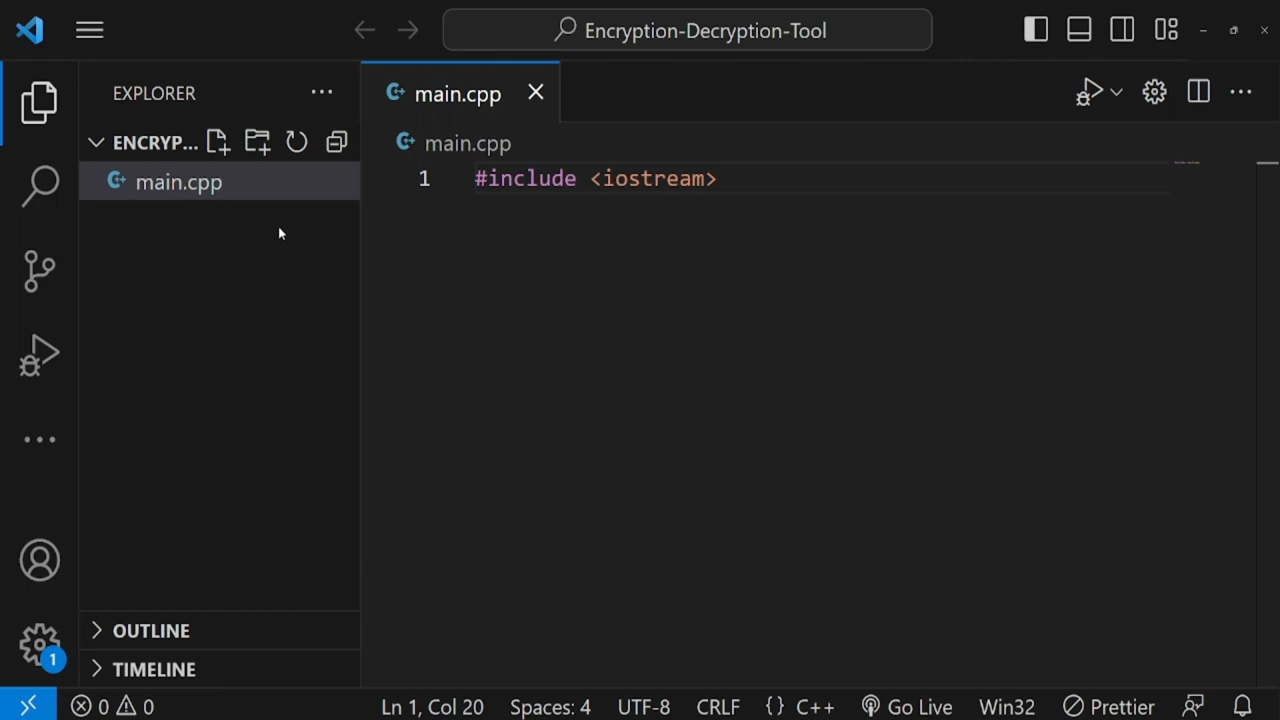 Encryption-Decryption-Tool
EXPLORER
main.cpp
ENCRYP...
main.cpp
main.cpp
1 #include <iostream>
OUTLINE
1
TIMELINE
0 0
Ln 1, Col 20
Spaces: 4
UTF-8
CRLF
{} C++
Go Live
Win32
Prettier